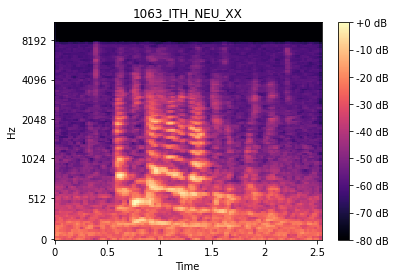 1063_ITH_NEU_XX
+0 dB
8192
-10 dB
4096
-20 dB
-30 dB
2048
Hz
-40 dB
1024
-50 dB
512
-60 dB
-70 dB
0
-80 dB
0 0.5 1 1.5 2 2.5
Time